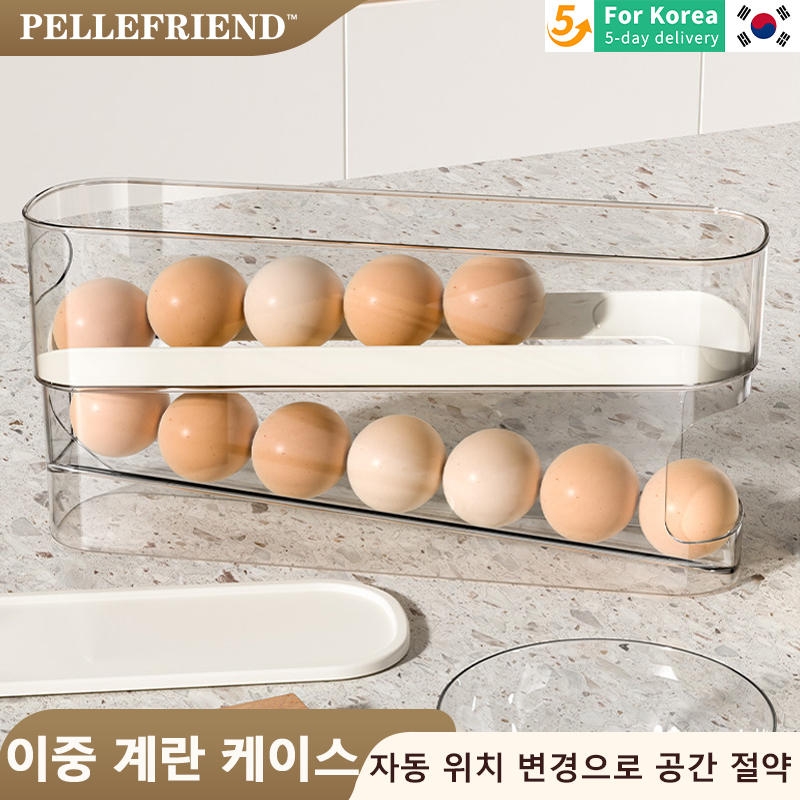 PELLEFRIEND™
5
For Korea
5-day delivery
이중 계란 케이스
자동 위치 변경으로 공간 절약